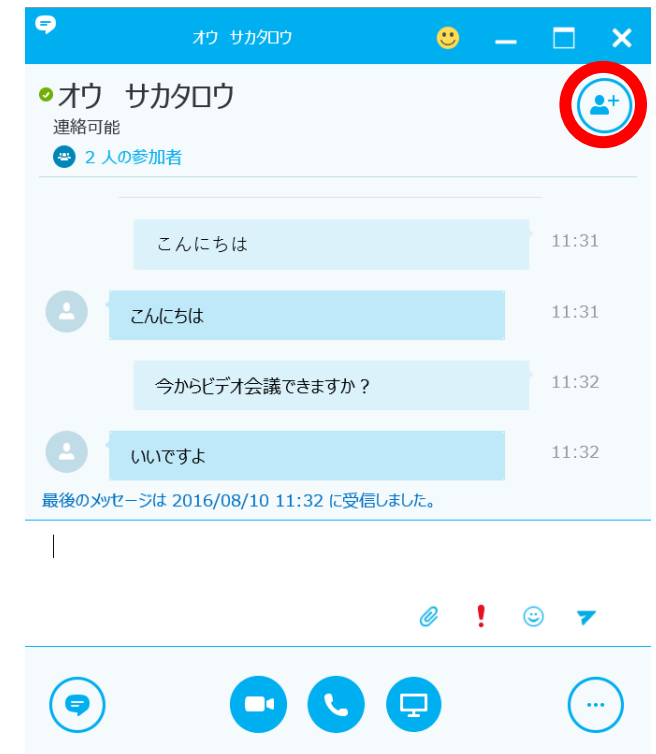 オウ サカタロウ
オウ サカタロウ
連絡可能
2 人の参加者
こんにちは
11:31
こんにちは
11:31
今からビデオ会議できますか？
11:32
いいですよ
11:32
最後のメッセージは 2016/08/10 11:32 に受信しました。